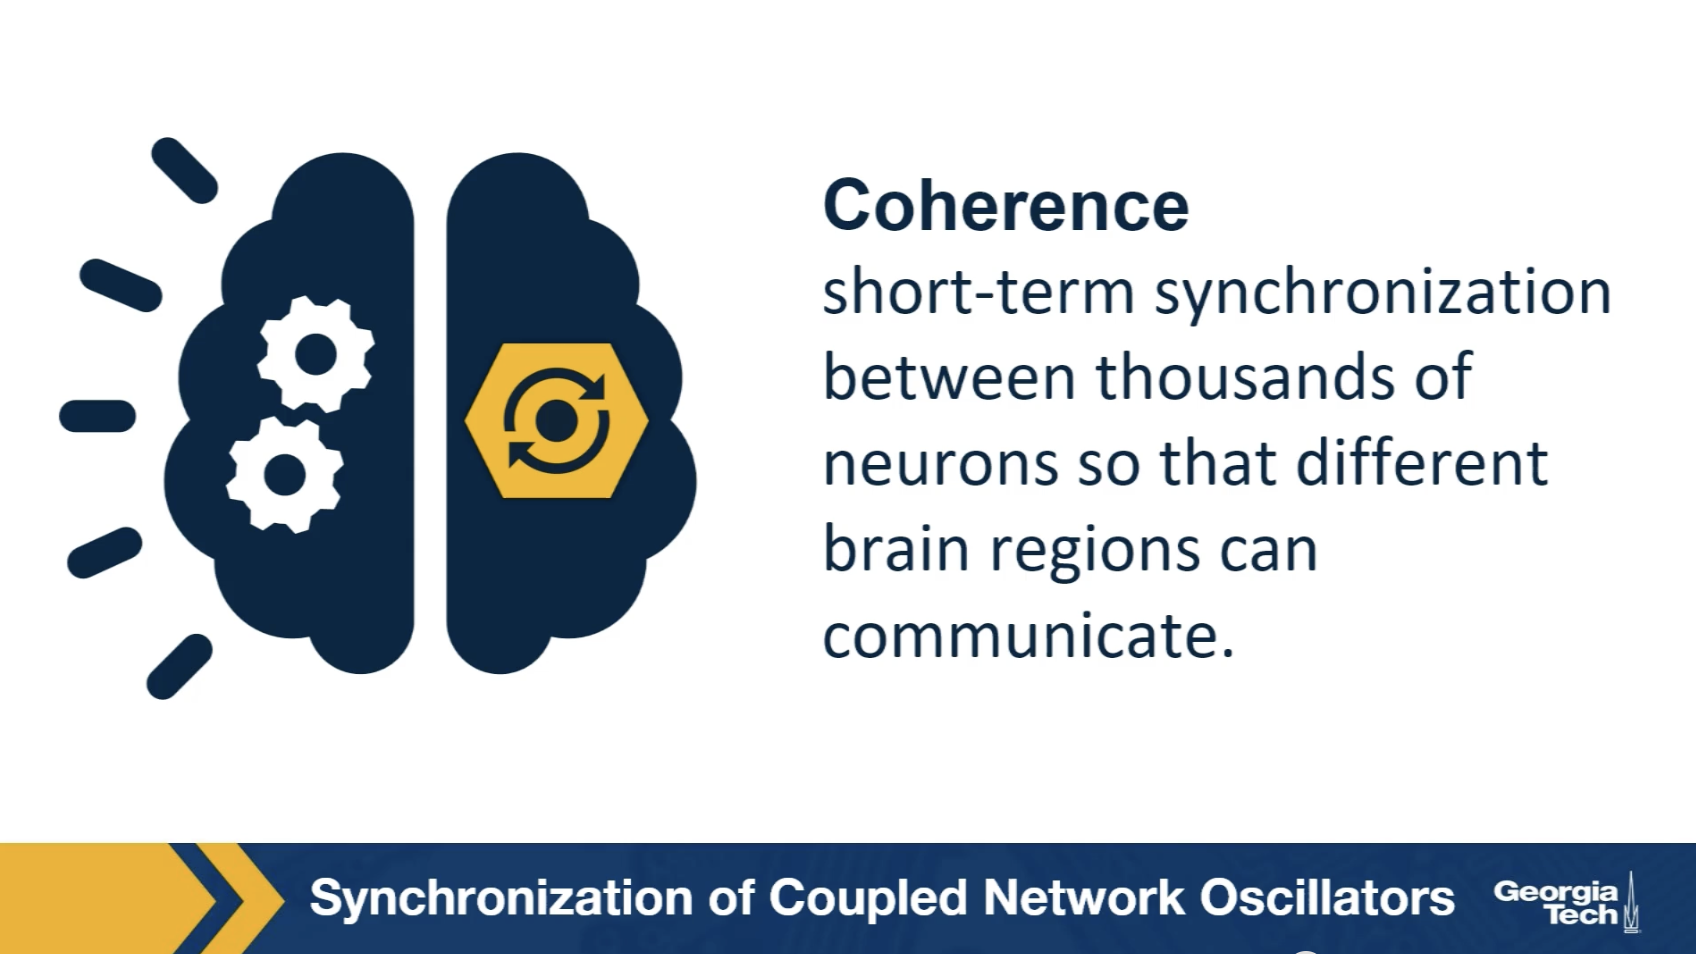 Coherence
short-term synchronization
between thousands of
neurons so that different
brain regions can
communicate.
Synchronization of Coupled Network Oscillators
Georgia
Tech